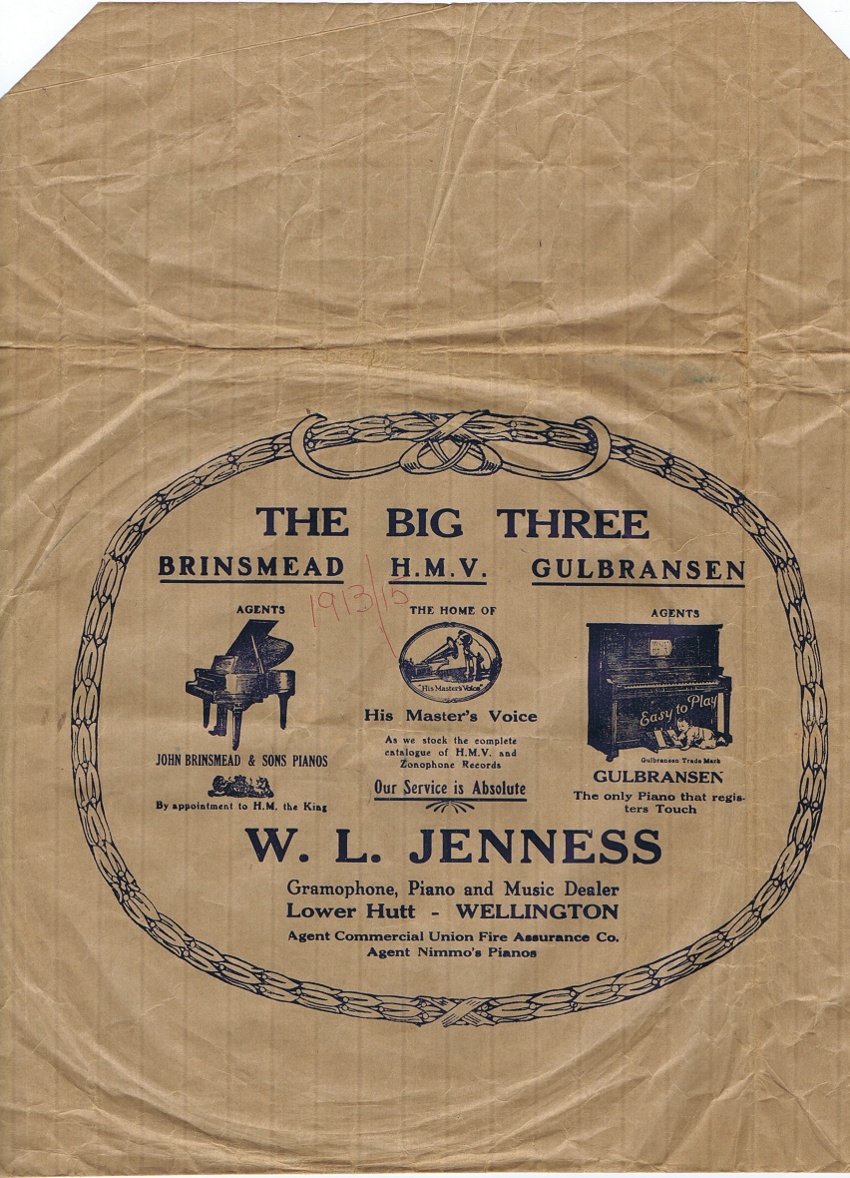 THE BIG THREE
BRINSMEAD H.M.V. GULBRANSEN
1913/15
AGENTS
JOHN BRINSMEAD & SONS PIANOS
By appointment to H.M. the King
THE HOME OF
"His Master's Voice"
His Master's Voice
As we stock the complete
catalogue of H.M.V. and
Zonophone Records
Our Service is Absolute
AGENTS
Easy to Play
Gulbransen Trade Mark
GULBRANSEN
The only Piano that regis-
ters Touch
W. L. JENNESS
Gramophone, Piano and Music Dealer
Lower Hutt - WELLINGTON
Agent Commercial Union Fire Assurance Co.
Agent Nimmo's Pianos